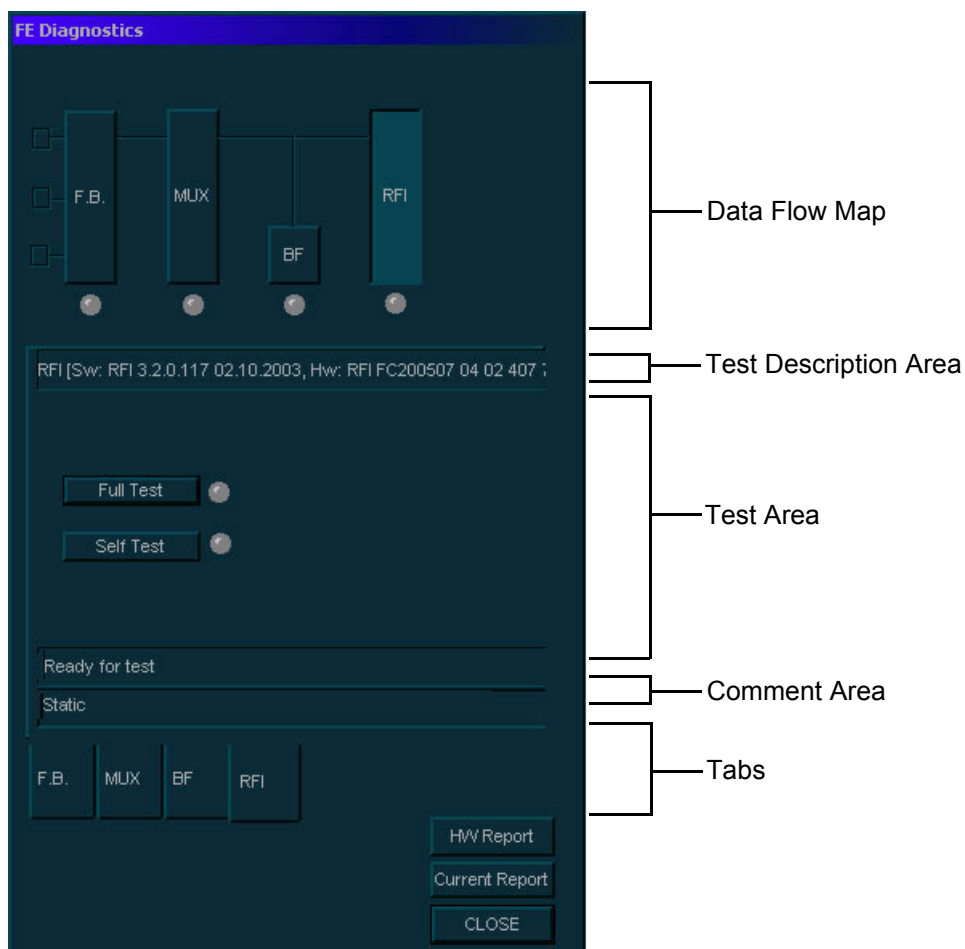 FE Diagnostics
F.B.
MUX
BF
RFI
Data Flow Map
RFI [Sw: RFI 3.2.0.117 02.10.2003, Hw: RFI FC200507 04 02 407
Test Description Area
Full Test
Self Test
Test Area
Ready for test
Static
Comment Area
F.B.
MUX
BF
RFI
Tabs
HW Report
Current Report
CLOSE